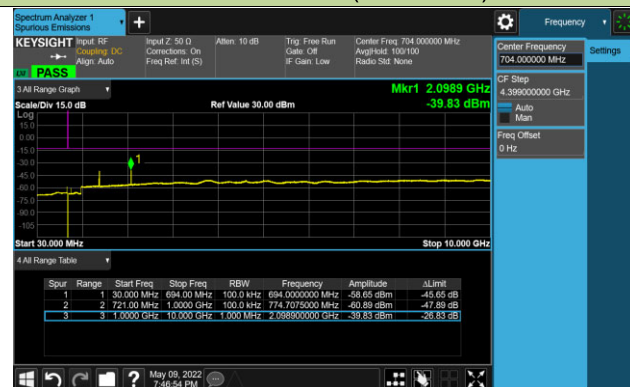 Spectrum Analyzer 1
Spurious Emissions
Frequency
KEYSIGHT
Input: RF
Coupling: DC
Align: Auto
Input Z: 50 Ω
Corrections: On
Freq Ref: Int (S)
Atten: 10 dB
Trig: Free Run
Gate: Off
IF Gain: Low
Center Freq: 704.000000 MHz
Avg|Hold: 100/100
Radio Std: None
PASS
Center Frequency
704.000000 MHz
Settings
CF Step
4.399000000 GHz
Auto
Man
Freq Offset
0 Hz
3 All Range Graph
Mkr1 2.0989 GHz
Scale/Div 15.0 dB
Ref Value 30.00 dBm
-39.83 dBm
Log
15.0
0.00
-15.0
-30.0
-45.0
-60.0
-75.0
-90.0
-105
1
Start 30.000 MHz
Stop 10.000 GHz
4 All Range Table
Spur Range Start Freq Stop Freq RBW Frequency Amplitude ΔLimit
1 1 30.000 MHz 694.00 MHz 100.0 kHz 694.0000000 MHz -58.65 dBm -45.65 dB
2 2 721.00 MHz 1.0000 GHz 100.0 kHz 774.7075000 MHz -60.89 dBm -47.89 dB
3 3 1.0000 GHz 10.000 GHz 1.000 MHz 2.098900000 GHz -39.83 dBm -26.83 dB
May 09, 2022
7:46:54 PM